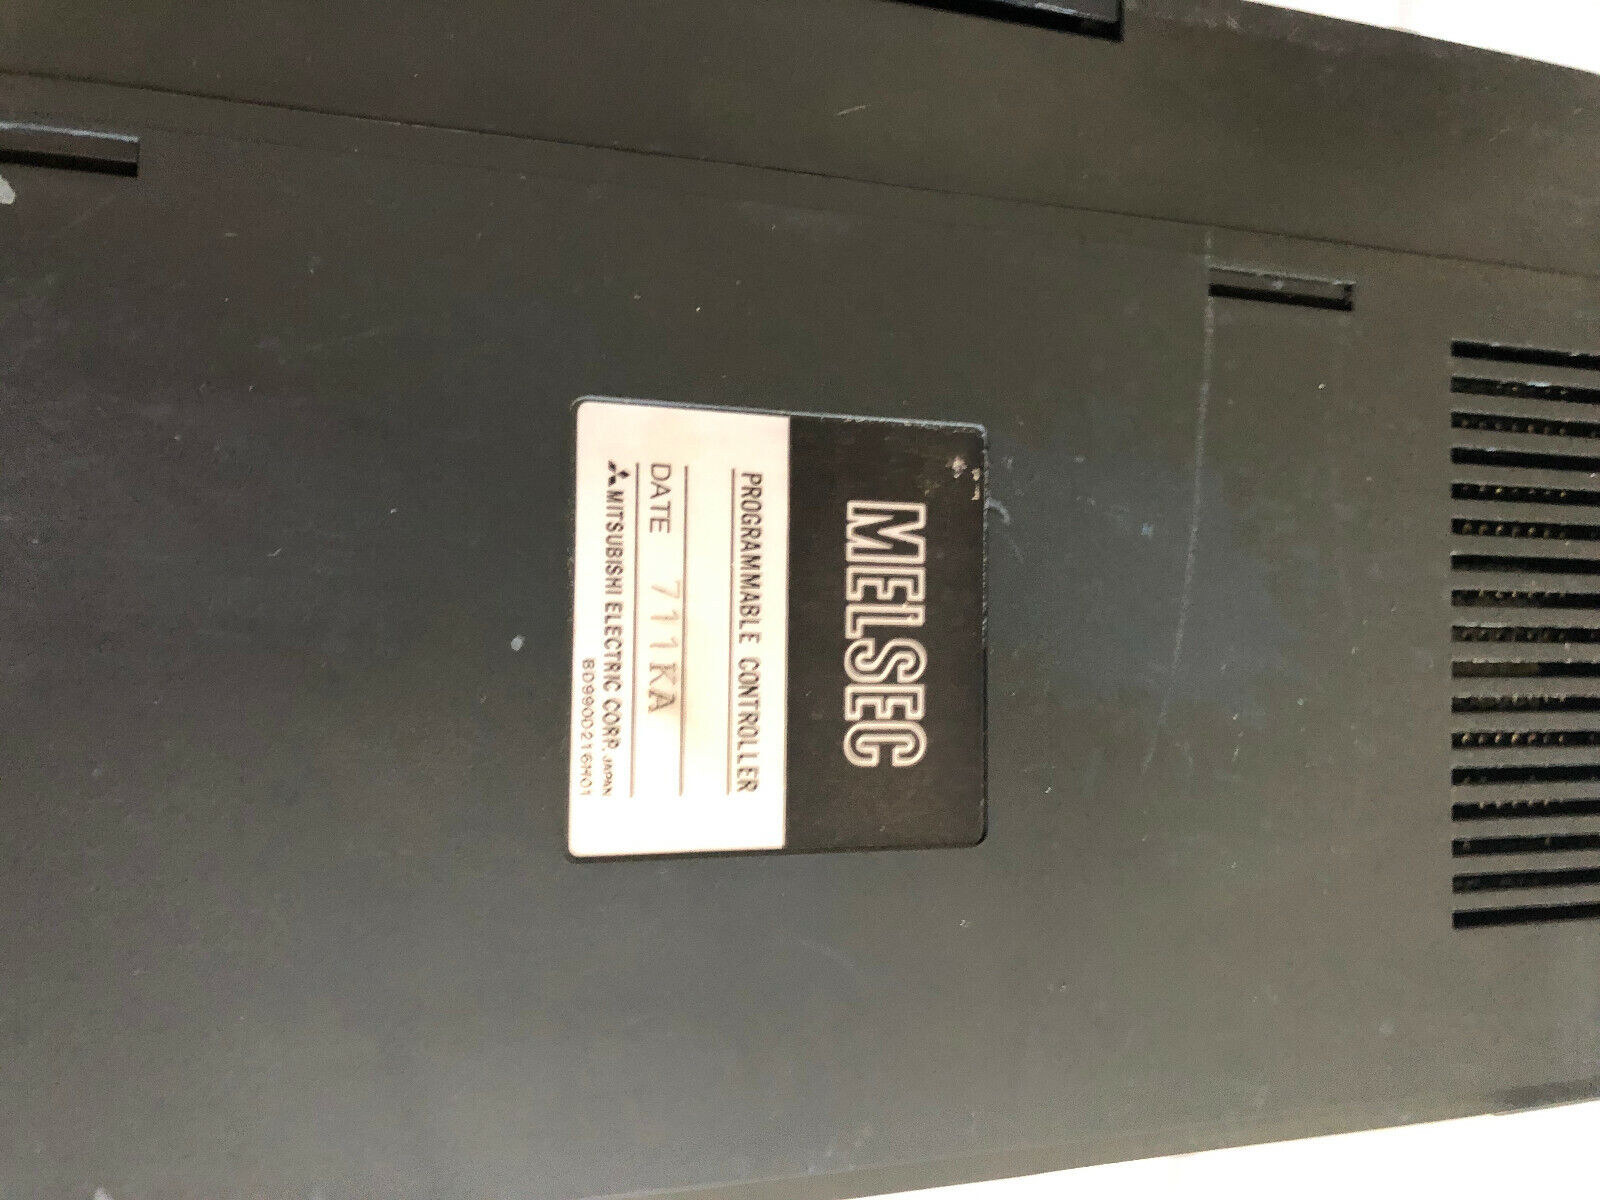 MELSEC
PROGRAMMABLE CONTROLLER
DATE 711KA
MITSUBISHI ELECTRIC CORP. JAPAN
BD990D216H01